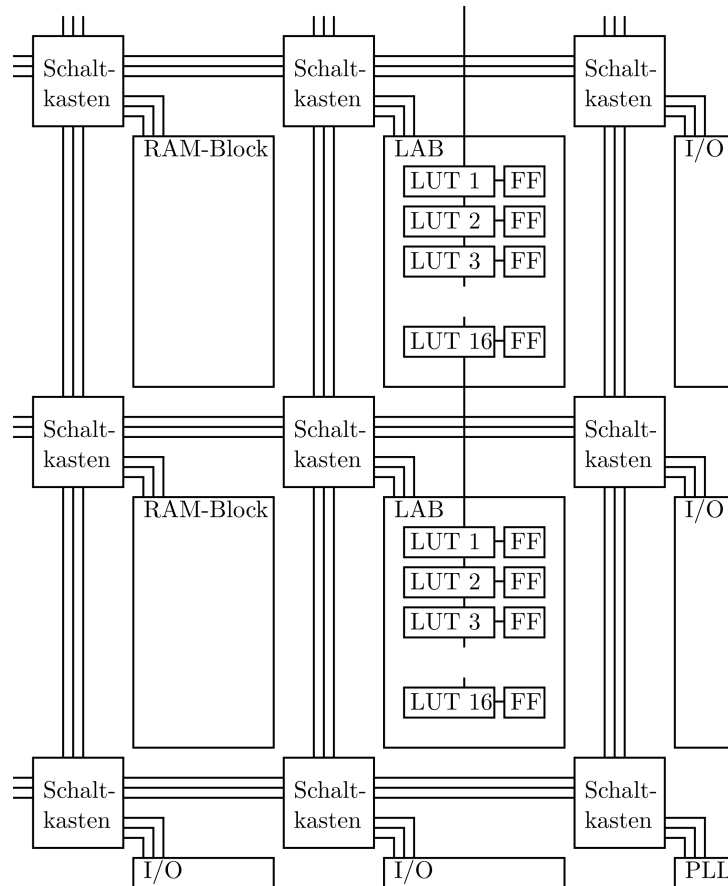 Schalt-
kasten
Schalt-
kasten
Schalt-
kasten
RAM-Block
LAB
I/O
LUT 1
FF
LUT 2
FF
LUT 3
FF
LUT 16
FF
Schalt-
kasten
Schalt-
kasten
Schalt-
kasten
RAM-Block
LAB
I/O
LUT 1
FF
LUT 2
FF
LUT 3
FF
LUT 16
FF
Schalt-
kasten
Schalt-
kasten
Schalt-
kasten
I/O
I/O
PLL